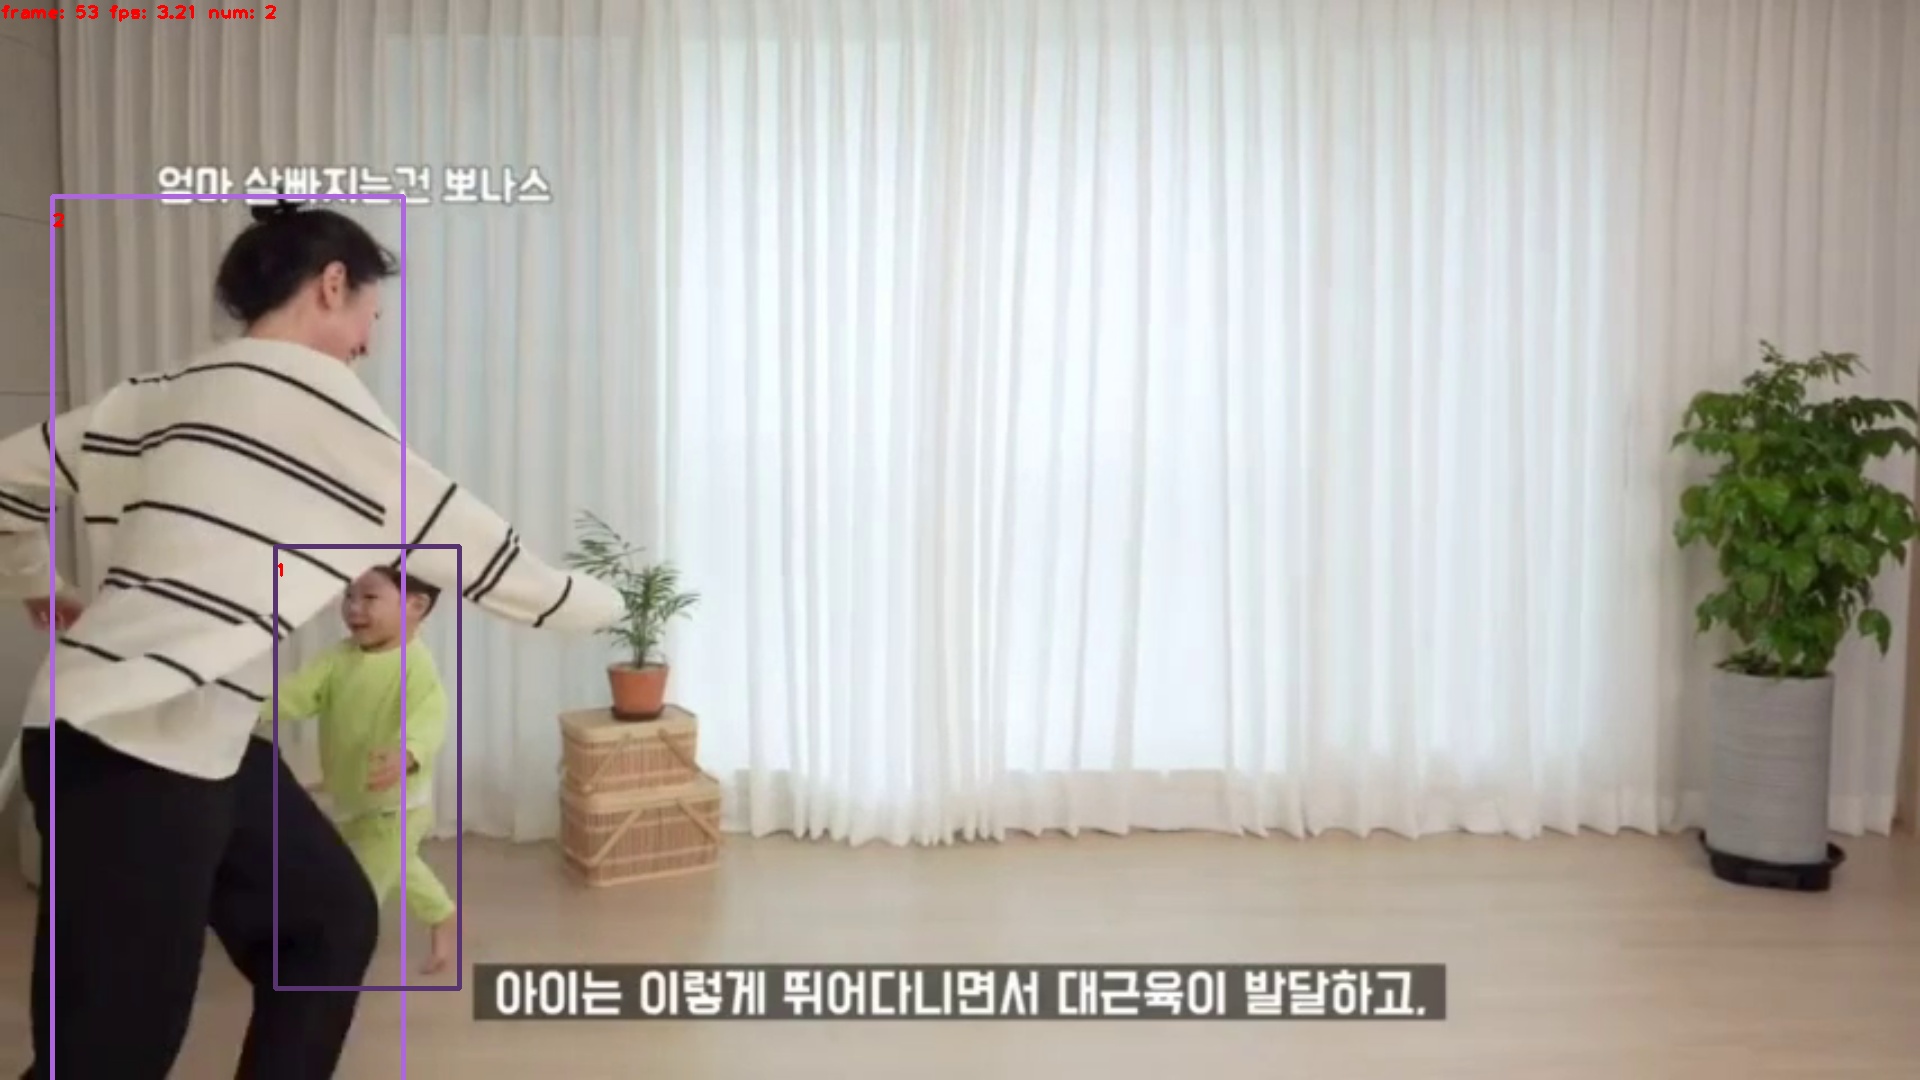 frame: 53 fps: 3.21 num: 2
엄마 살빠지는건 뽀나스
2
1
아이는 이렇게 뛰어다니면서 대근육이 발달하고,